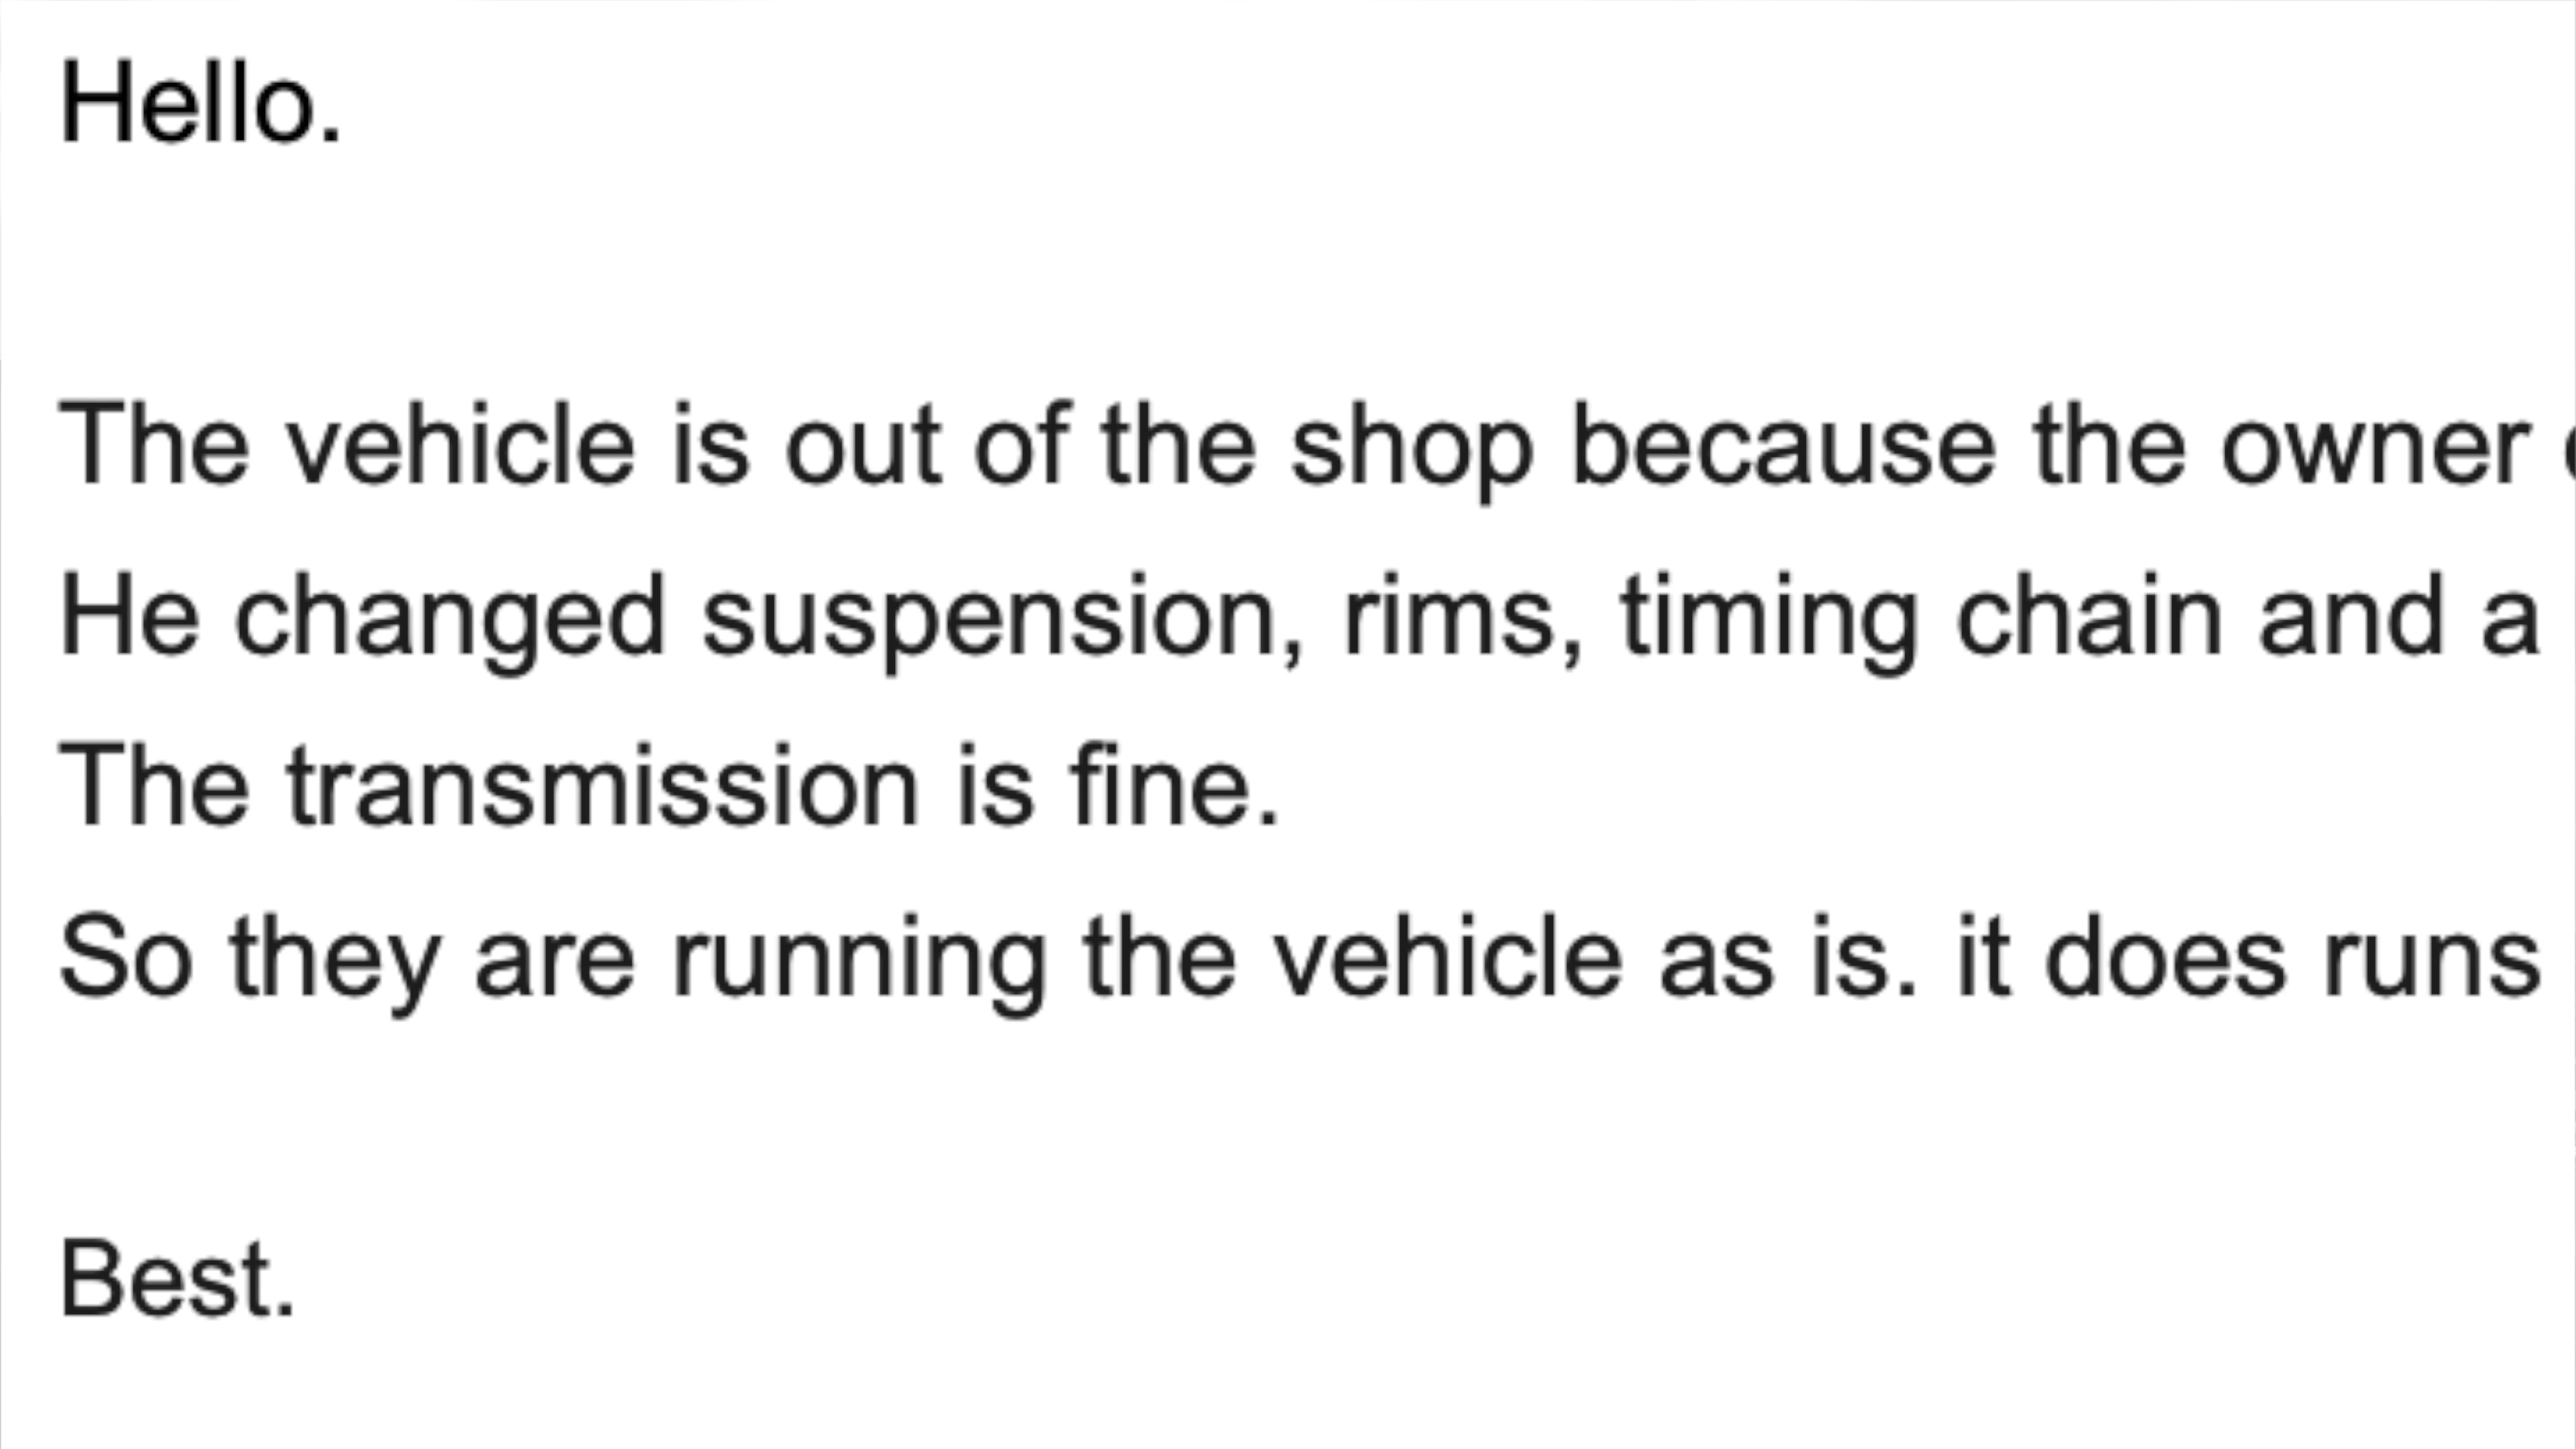 Hello.
The vehicle is out of the shop because the owner
He changed suspension, rims, timing chain and a
The transmission is fine.
So they are running the vehicle as is. it does runs
Best.